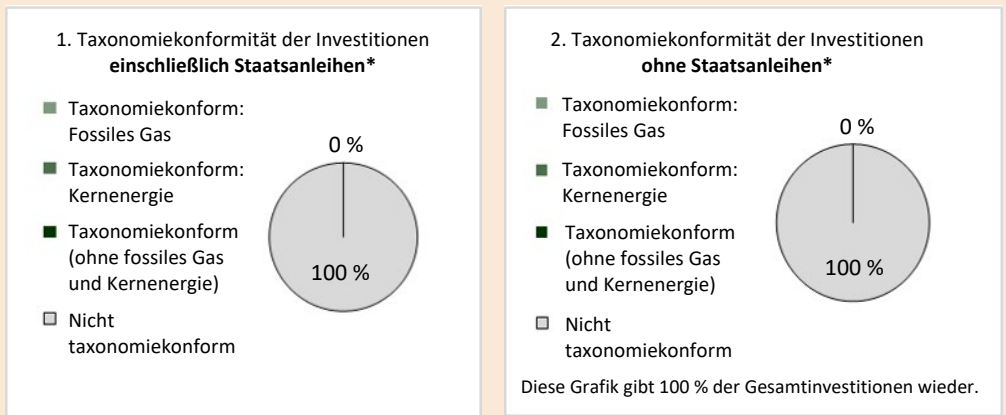 1. Taxonomiekonformität der Investitionen
einschließlich Staatsanleihen*
Taxonomiekonform:
Fossiles Gas
Taxonomiekonform:
Kernenergie
Taxonomiekonform
(ohne fossiles Gas
und Kernenergie)
Nicht
taxonomiekonform
0 %
100 %
2. Taxonomiekonformität der Investitionen
ohne Staatsanleihen*
Taxonomiekonform:
Fossiles Gas
Taxonomiekonform:
Kernenergie
Taxonomiekonform
(ohne fossiles Gas
und Kernenergie)
Nicht
taxonomiekonform
0 %
100 %
Diese Grafik gibt 100 % der Gesamtinvestitionen wieder.